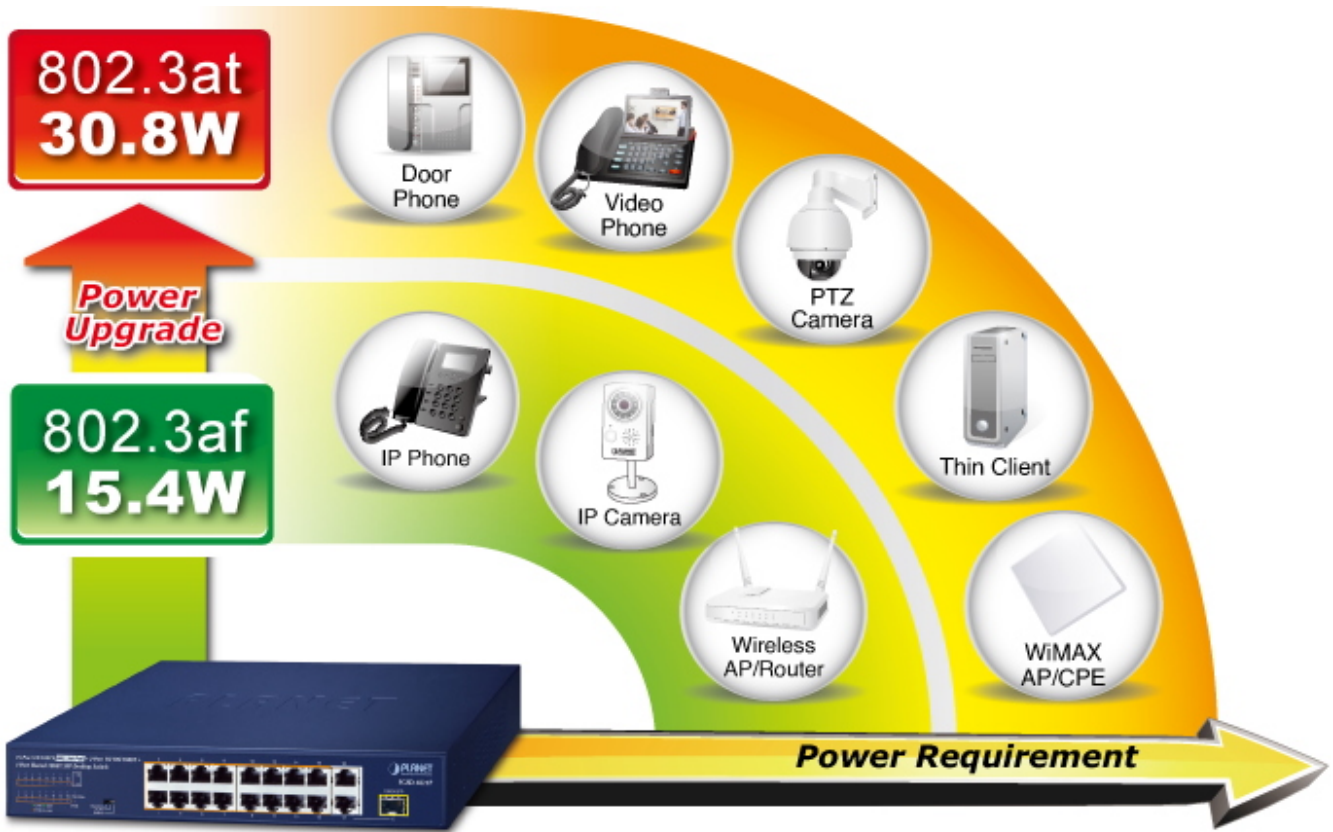 802.3at
30.8W
Power
Upgrade
802.3af
15.4W
Door
Phone
Video
Phone
PTZ
Camera
Thin Client
WiMAX
AP/CPE
IP Phone
IP Camera
Wireless
AP/Router
PLANET
PLANET
Power Requirement